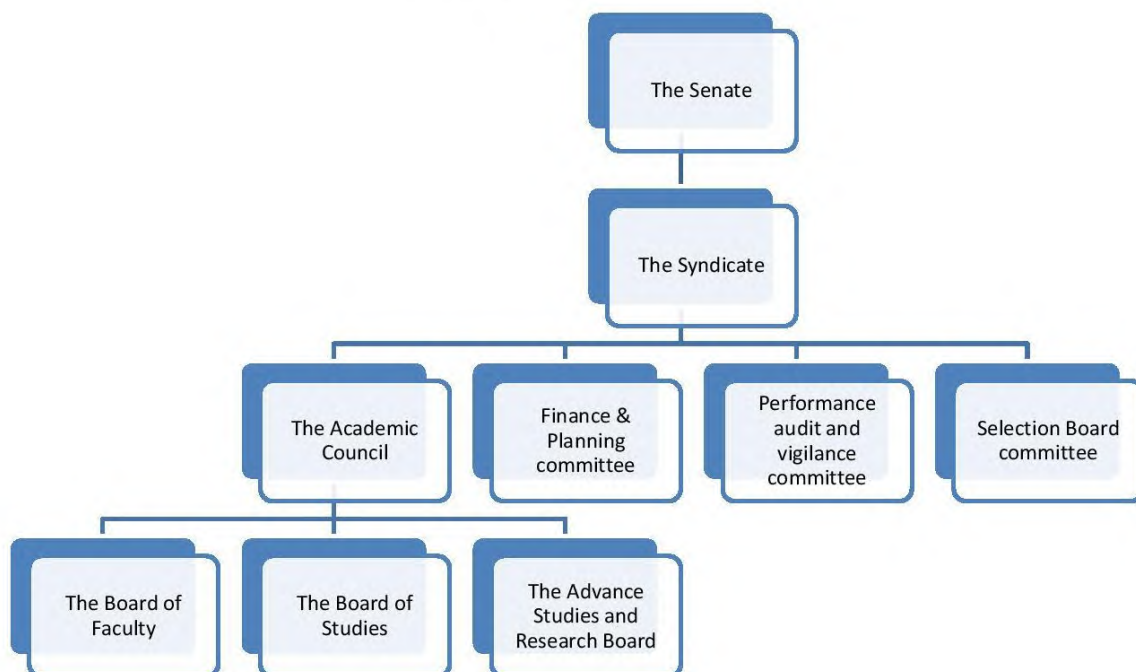 The Senate
The Syndicate
The Academic
Council
Finance &
Planning
committee
Performance
audit and
vigilance
committee
Selection Board
committee
The Board of
Faculty
The Board of
Studies
The Advance
Studies and
Research Board